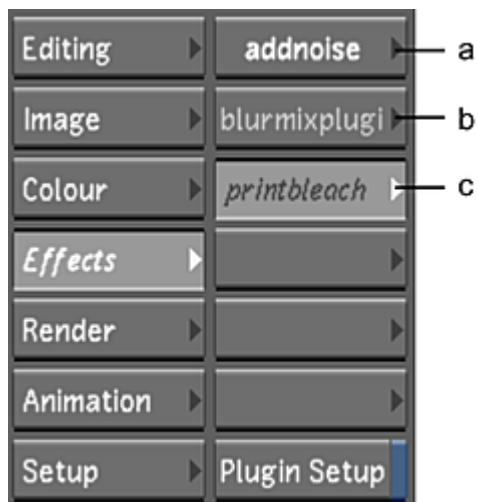 Editing
addnoise
a
Image
blurmixplugi
b
Colour
printbleach
c
Effects
Render
Animation
Setup
Plugin Setup